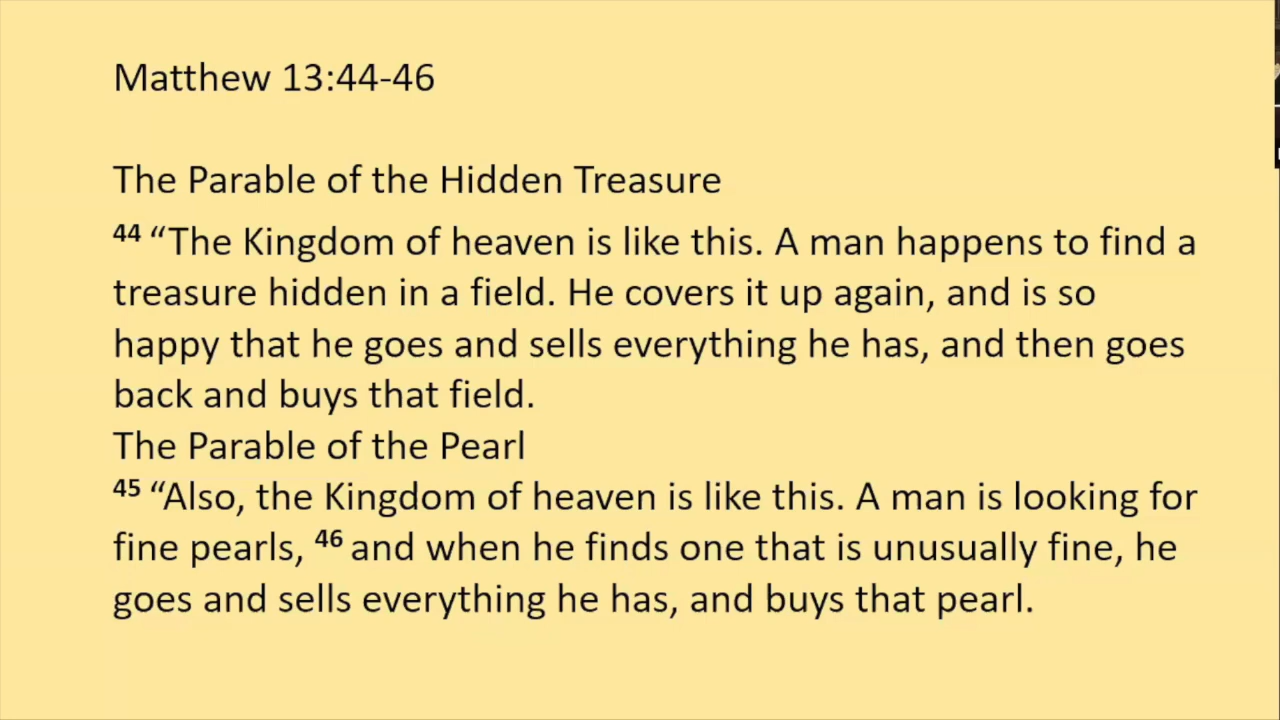 Matthew 13:44-46
The Parable of the Hidden Treasure
44 “The Kingdom of heaven is like this. A man happens to find a
treasure hidden in a field. He covers it up again, and is so
happy that he goes and sells everything he has, and then goes
back and buys that field.
The Parable of the Pearl
45 “Also, the Kingdom of heaven is like this. A man is looking for
fine pearls, 46 and when he finds one that is unusually fine, he
goes and sells everything he has, and buys that pearl.